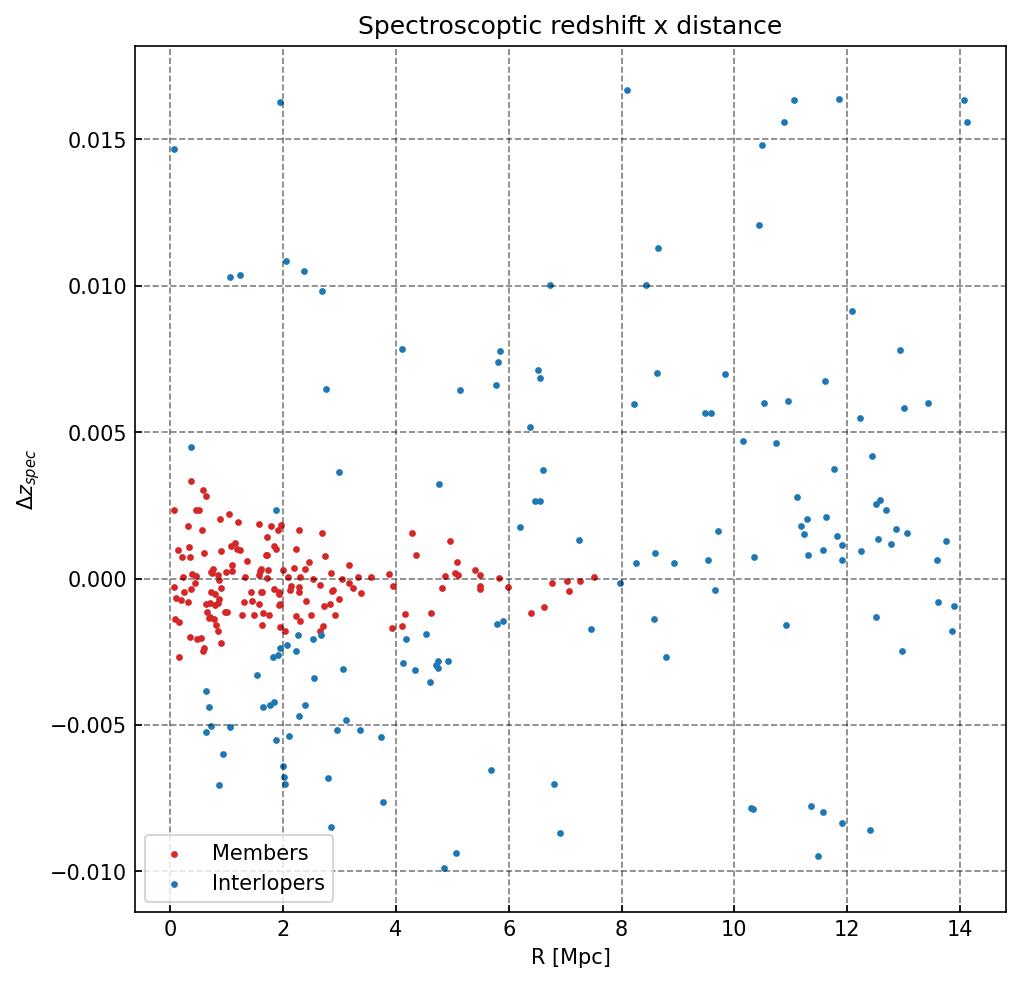 Spectroscoptic redshift x distance
Δz_spec
0.015
0.010
0.005
0.000
−0.005
−0.010
Members
Interlopers
0 2 4 6 8 10 12 14
R [Mpc]